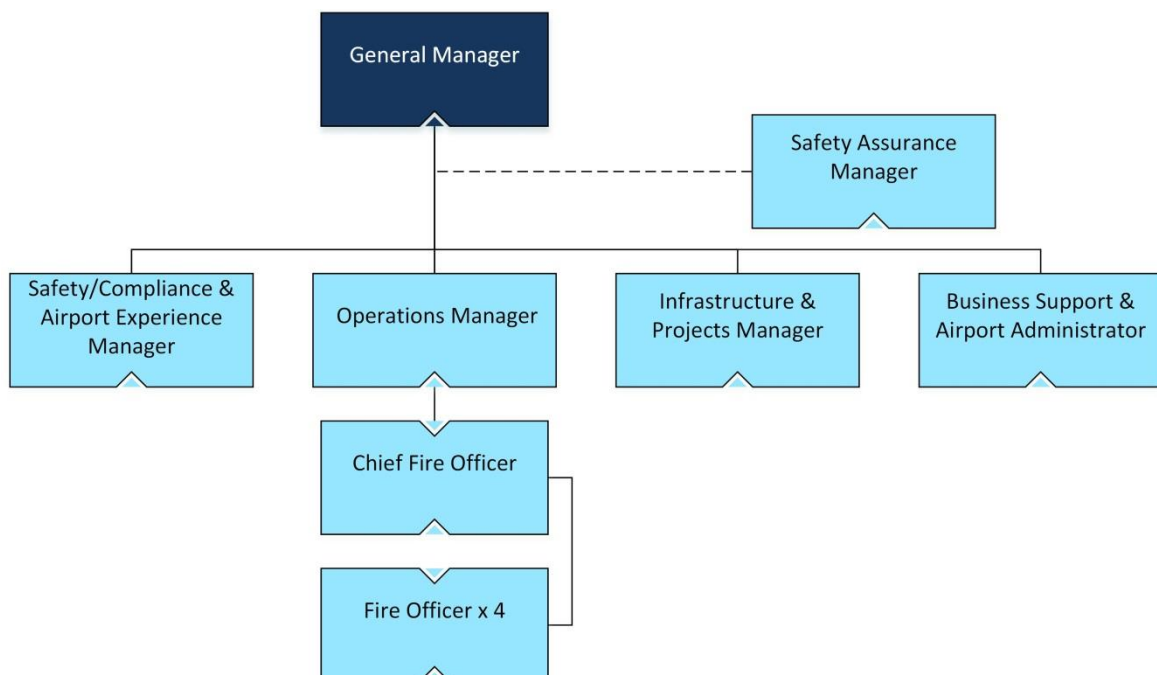 General Manager
Safety Assurance
Manager
Safety/Compliance &
Airport Experience
Manager
Operations Manager
Infrastructure &
Projects Manager
Business Support &
Airport Administrator
Chief Fire Officer
Fire Officer x 4